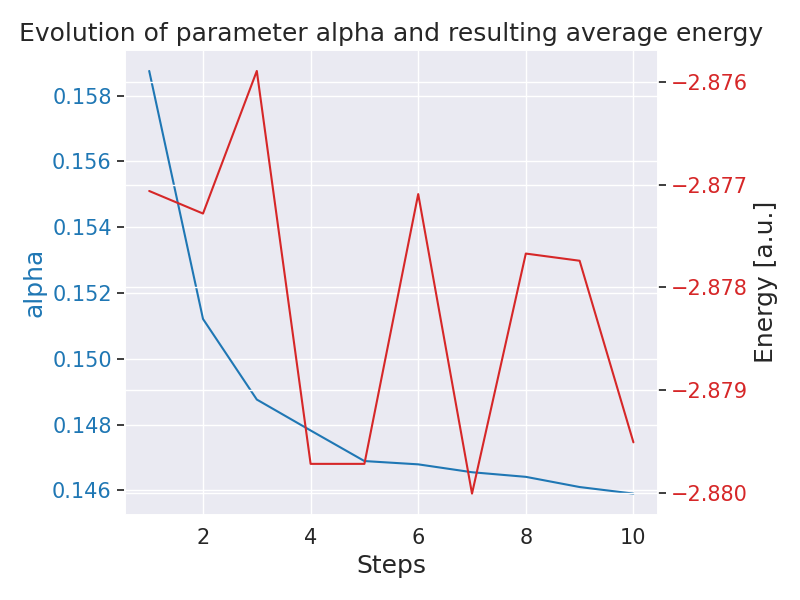 Evolution of parameter alpha and resulting average energy
0.158
0.156
0.154
0.152
0.150
0.148
0.146
alpha
−2.876
−2.877
−2.878
−2.879
−2.880
Energy [a.u.]
2 4 6 8 10
Steps